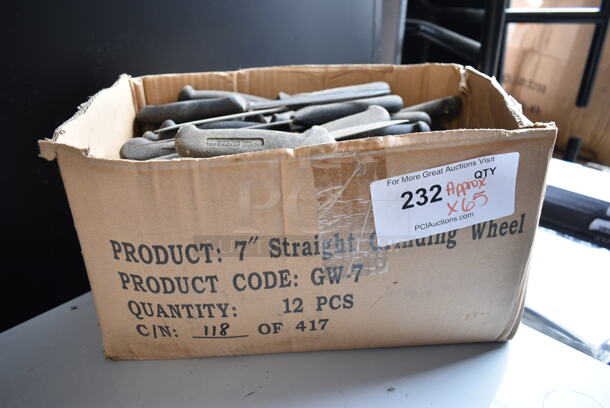 For More Great Auctions Visit
232
QTY
Approx
x65
PCIAuctions.com
PCI
PRODUCT: 7" Straight Grinding Wheel
PRODUCT CODE: GW-7
QUANTITY: 12 PCS
C/N: 118 OF 417